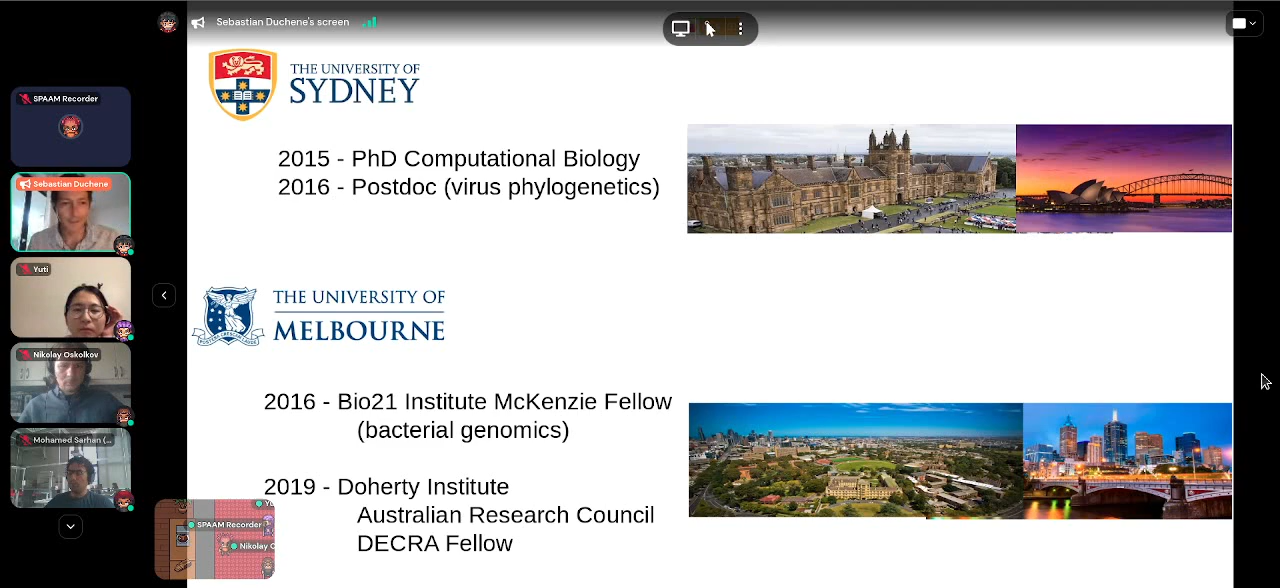 Sebastian Duchene's screen
SPAAM Recorder
Sebastian Duchene
Yuti
Nikolay Oskolkov
Mohamed Sarhan (...
THE UNIVERSITY OF
SYDNEY
2015 - PhD Computational Biology
2016 - Postdoc (virus phylogenetics)
THE UNIVERSITY OF
MELBOURNE
2016 - Bio21 Institute McKenzie Fellow
(bacterial genomics)
2019 - Doherty Institute
Australian Research Council
DECRA Fellow
SPAAM Recorder
Nikolay O